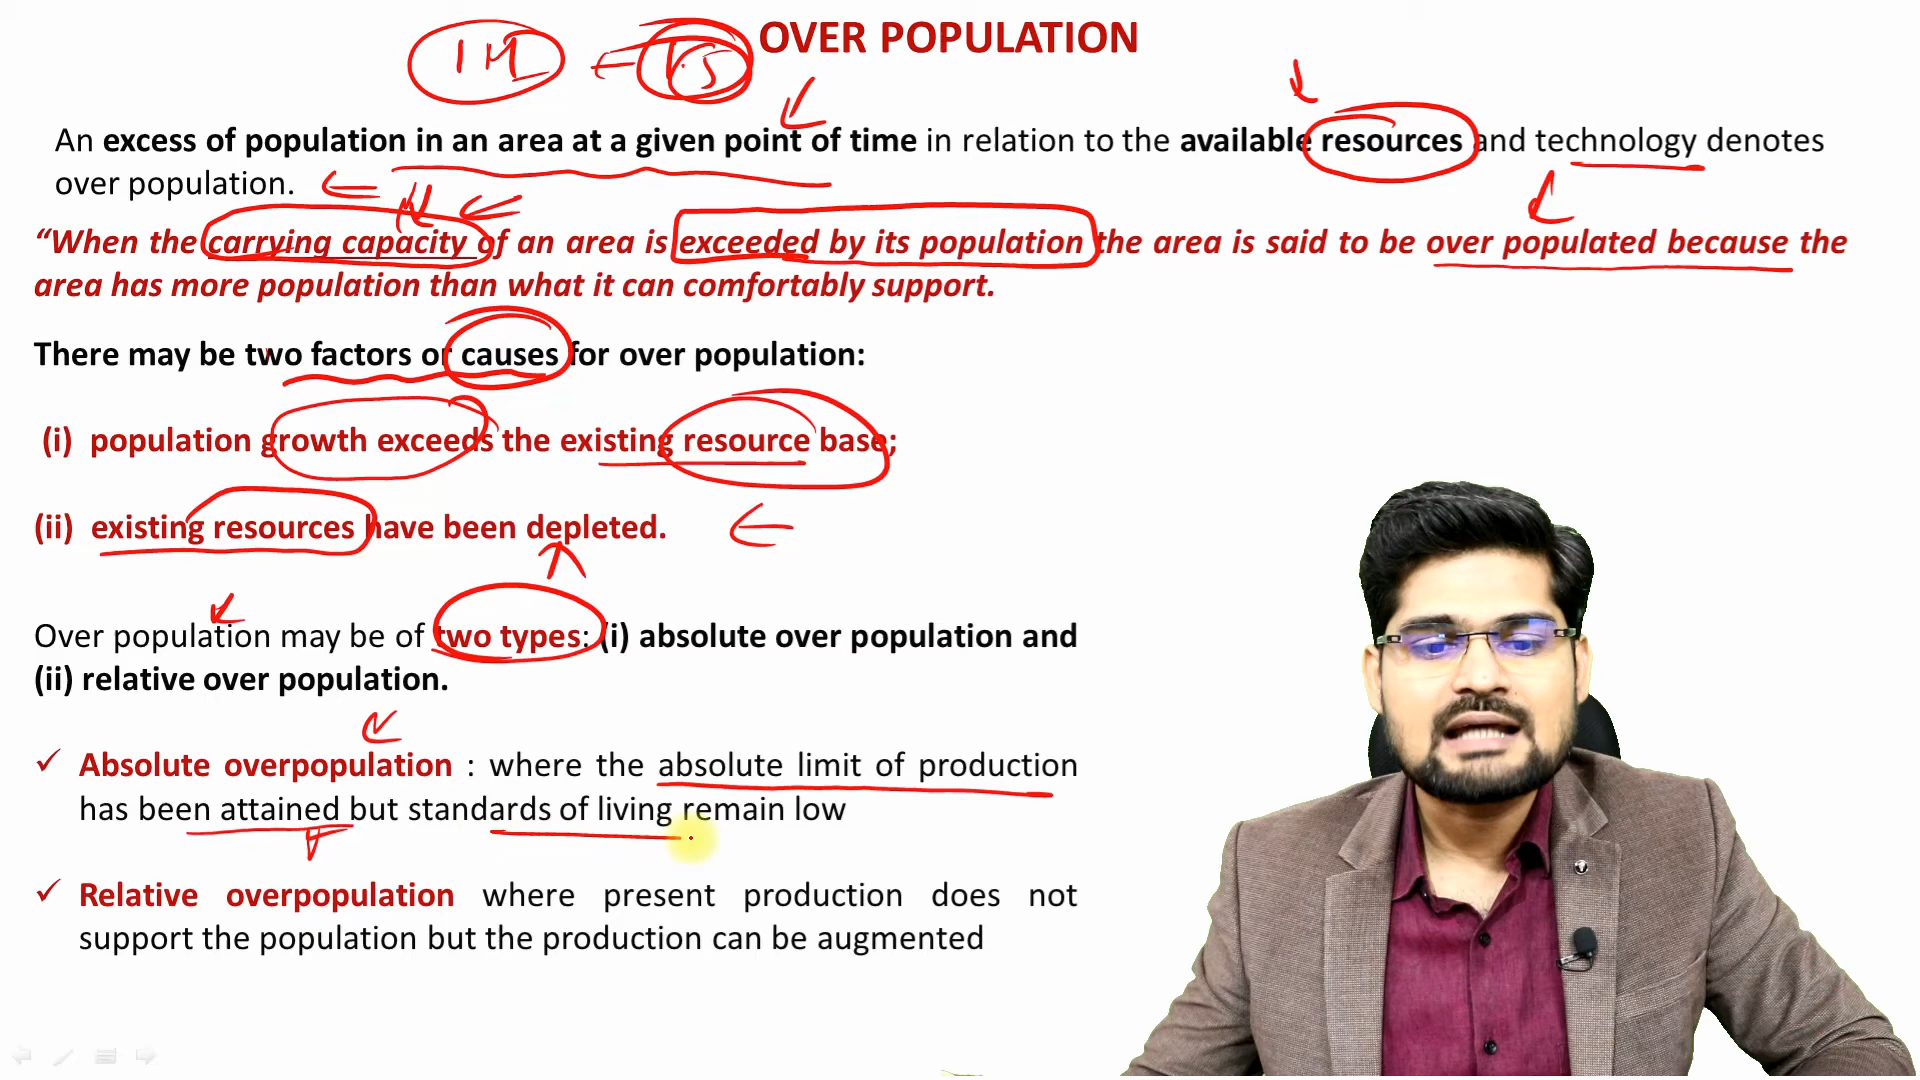 OVER POPULATION
1M
1.5
An excess of population in an area at a given point of time in relation to the available resources and technology denotes
over population.
“When the carrying capacity of an area is exceeded by its population the area is said to be over populated because the
area has more population than what it can comfortably support.
There may be two factors or causes for over population:
(i) population growth exceeds the existing resource base;
(ii) existing resources have been depleted.
Over population may be of two types: (i) absolute over population and
(ii) relative over population.
✓ Absolute overpopulation : where the absolute limit of production
has been attained but standards of living remain low
✓ Relative overpopulation where present production does not
support the population but the production can be augmented